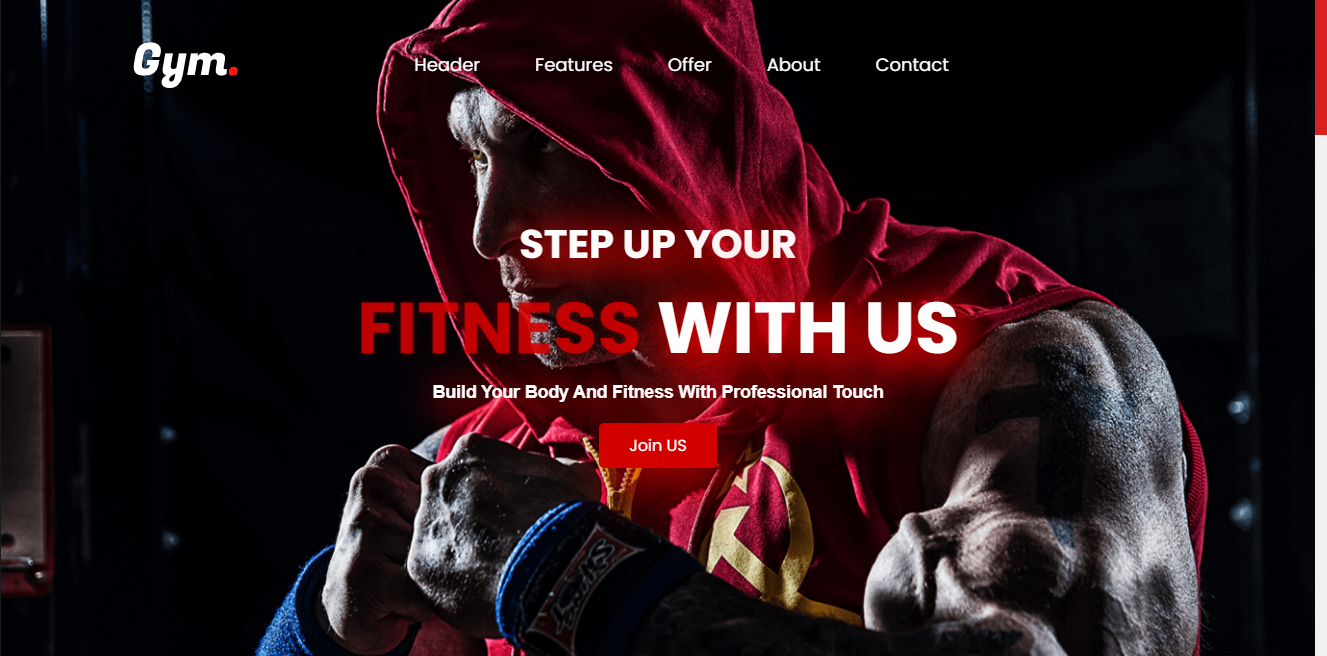 Gym.
Header Features Offer About Contact
STEP UP YOUR
FITNESS WITH US
Build Your Body And Fitness With Professional Touch
Join US